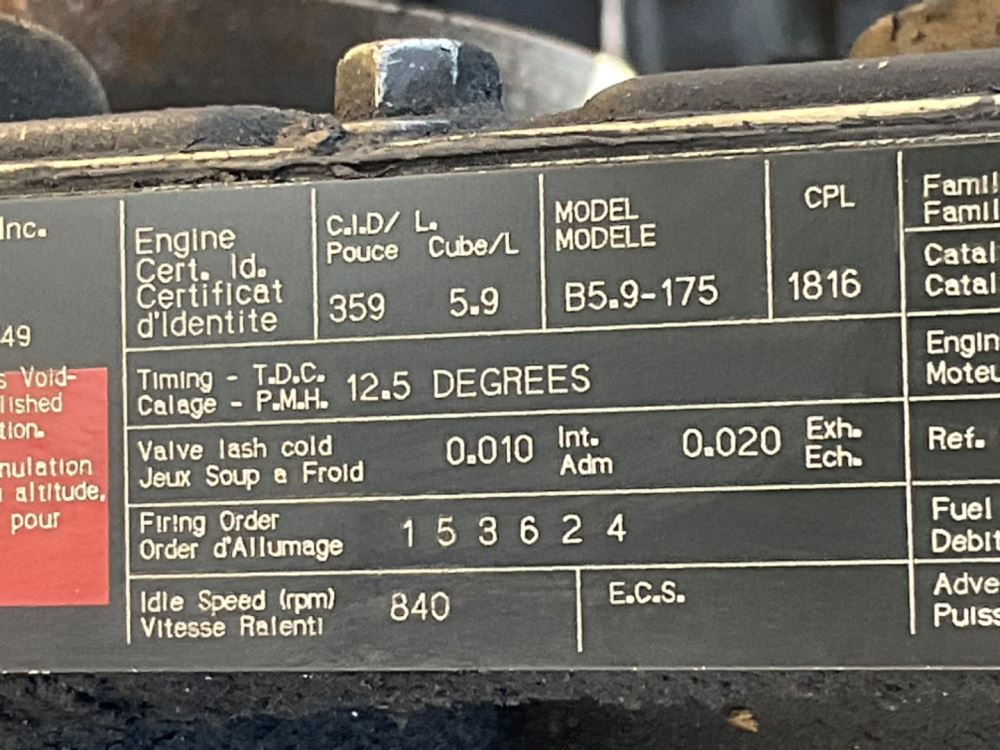 Inc.
49
s Void-
lished
tion.
nulation
altitude,
pour
Engine
Cert. Id.
Certificat
d'Identite
C.I.D/ L.
Pouce Cube/L
359 5.9
MODEL
MODELE
B5.9-175
CPL
1816
Timing - T.D.C.
Calage - P.M.H.
12.5 DEGREES
Valve lash cold
Jeux Soup a Froid
0.010 Int.
Adm
0.020 Exh.
Ech.
Firing Order
Order d'Allumage
1 5 3 6 2 4
Idle Speed (rpm)
Vitesse Ralenti
840
E.C.S.
Famil
Famil
Catal
Catal
Engin
Moteu
Ref.
Fuel
Debit
Adve
Puiss